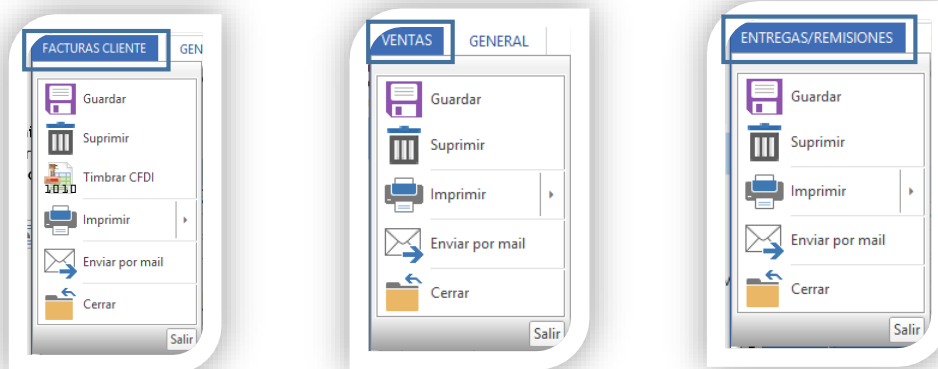 FACTURAS CLIENTE GEN
Guardar
Suprimir
Timbrar CFDI
1010
Imprimir
Enviar por mail
Cerrar
Salir
VENTAS GENERAL
Guardar
Suprimir
Imprimir
Enviar por mail
Cerrar
Salir
ENTREGAS/REMISIONES
Guardar
Suprimir
Imprimir
Enviar por mail
Cerrar
Salir